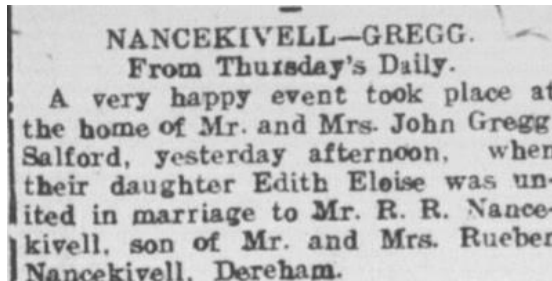 NANCEKIVELL—GREGG.
From Thursday's Daily.
A very happy event took place at
the home of Mr. and Mrs. John Gregg
Salford, yesterday afternoon, when
their daughter Edith Eloise was un-
ited in marriage to Mr. R. R. Nance-
kivell, son of Mr. and Mrs. Rueber
Nancekivell, Dereham.